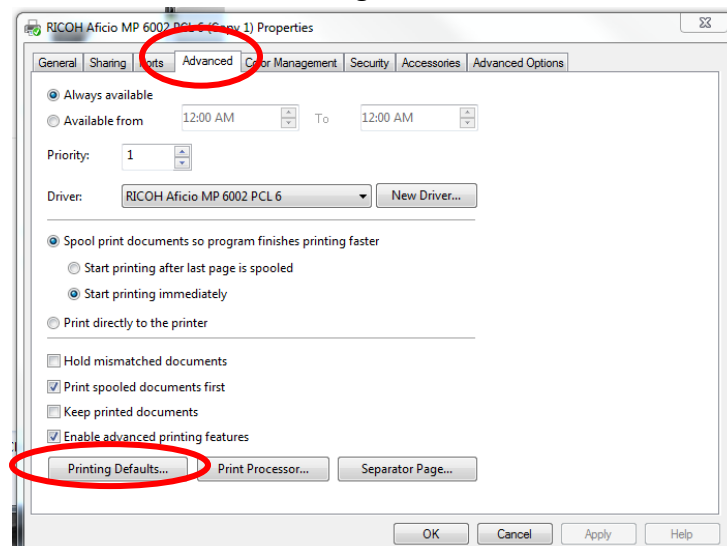 RICOH Aficio MP 6002 PCL 6 (Copy 1) Properties
General Sharing Ports Advanced Color Management Security Accessories Advanced Options
Always available
Available from 12:00 AM To 12:00 AM
Priority: 1
Driver: RICOH Aficio MP 6002 PCL 6 New Driver...
Spool print documents so program finishes printing faster
Start printing after last page is spooled
Start printing immediately
Print directly to the printer
Hold mismatched documents
Print spooled documents first
Keep printed documents
Enable advanced printing features
Printing Defaults... Print Processor... Separator Page...
OK Cancel Apply Help